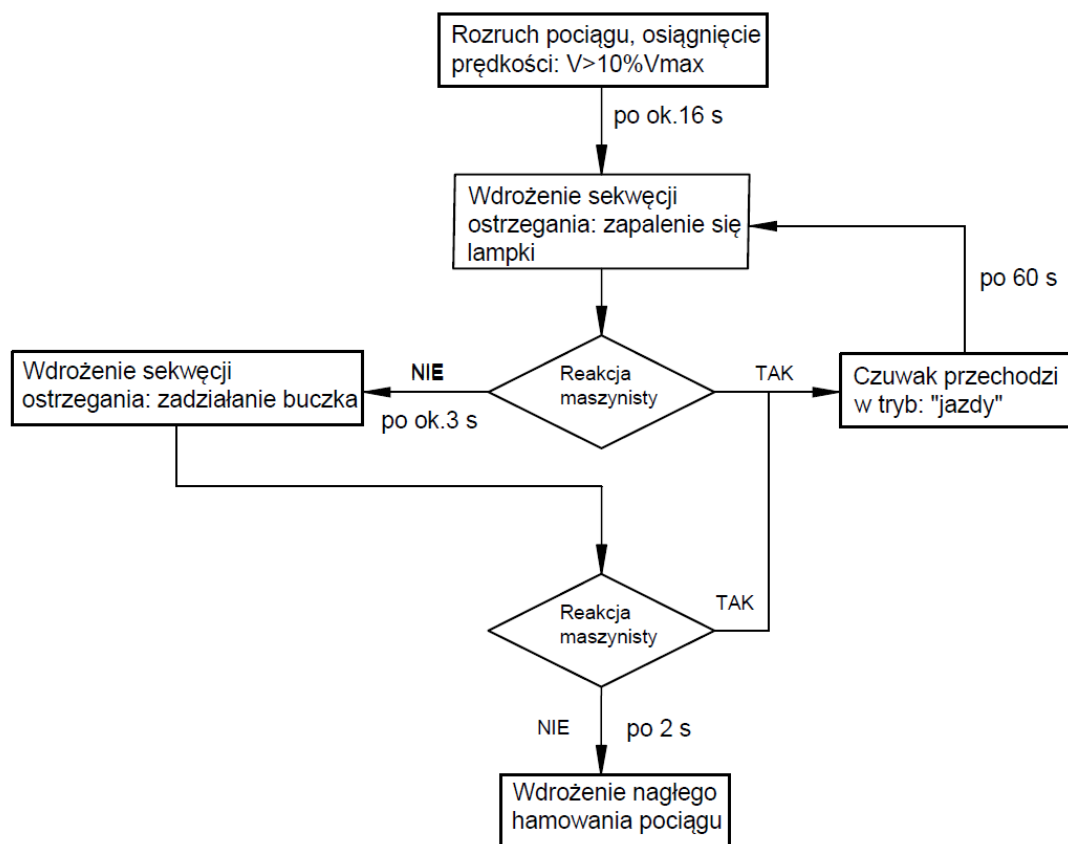 Rozruch pociągu, osiągnięcie
prędkości: V>10%Vmax
po ok.16 s
Wdrożenie sekwęcji
ostrzegania: zapalenie się
lampki
po 60 s
Wdrożenie sekwęcji
ostrzegania: zadziałanie buczka
NIE
po ok.3 s
Reakcja
maszynisty
TAK
Czuwak przechodzi
w tryb: "jazdy"
Reakcja
maszynisty
TAK
NIE
po 2 s
Wdrożenie nagłego
hamowania pociągu